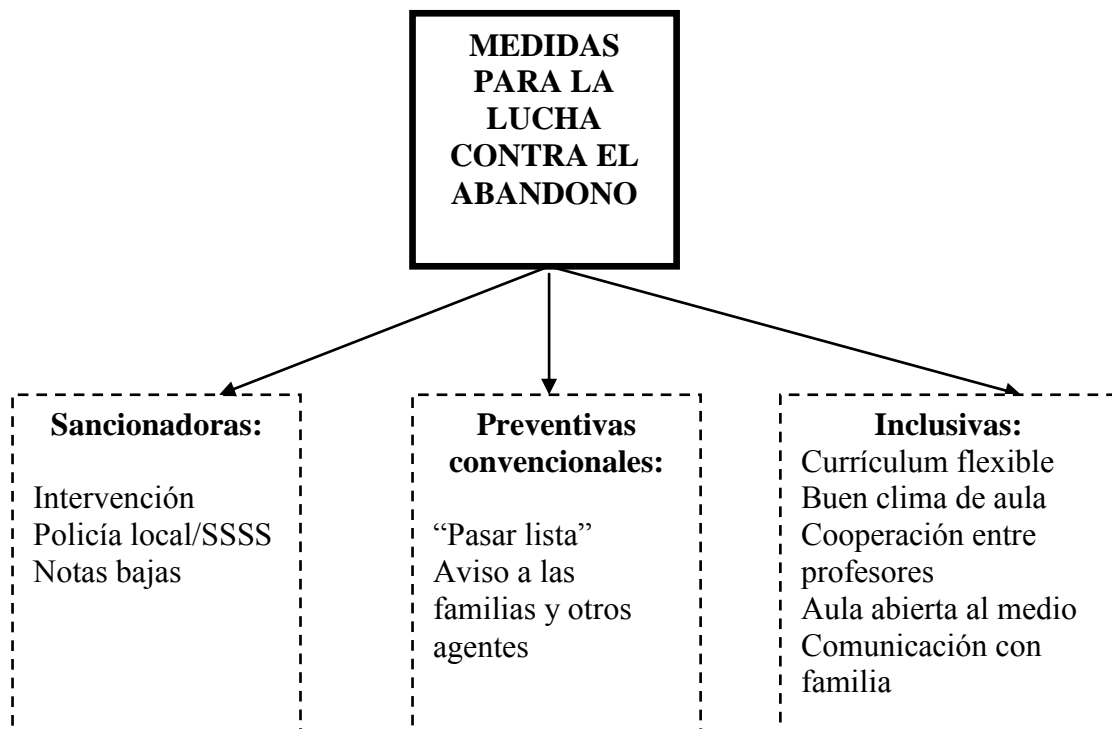 MEDIDAS
PARA LA
LUCHA
CONTRA EL
ABANDONO
Sancionadoras:
Intervención
Policía local/SSSS
Notas bajas
Preventivas
convencionales:
“Pasar lista”
Aviso a las
familias y otros
agentes
Inclusivas:
Currículum flexible
Buen clima de aula
Cooperación entre
profesores
Aula abierta al medio
Comunicación con
familia